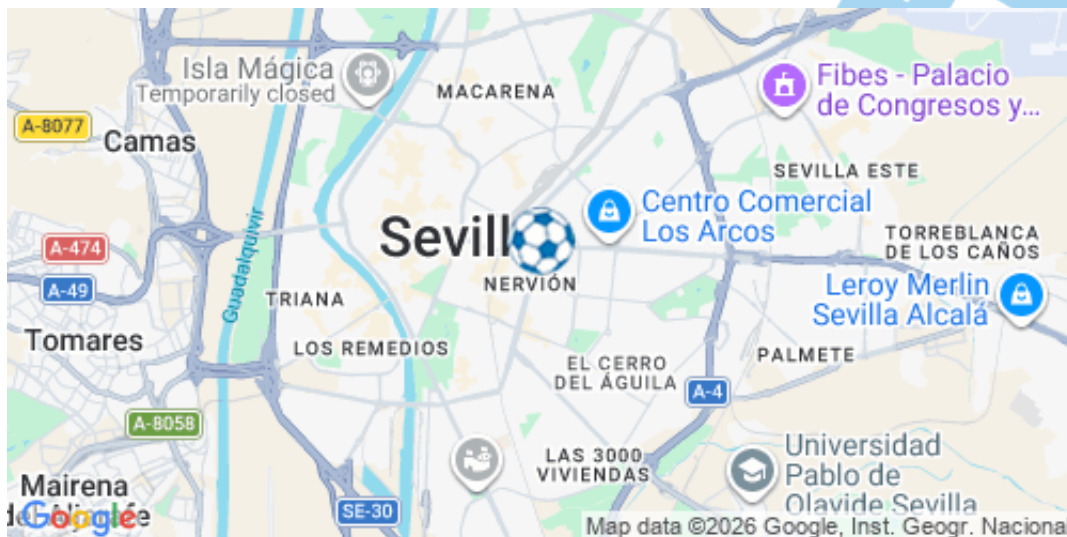 Isla Mágica
Temporarily closed
MACARENA
Fibes - Palacio
de Congresos y...
A-8077
Camas
SEVILLA ESTE
Centro Comercial
Los Arcos
Sevill
A-474
TORREBLANCA
DE LOS CAÑOS
Guadalquivir
NERVIÓN
A-49
TRIANA
Leroy Merlin
Sevilla Alcalá
Tomares
LOS REMEDIOS
PALMETE
EL CERRO
DEL ÁGUILA
A-4
A-8058
Universidad
Pablo de
Olavide Sevilla
LAS 3000
VIVIENDAS
Mairena
Google
SE-30
Map data ©2026 Google, Inst. Geogr. Nacional